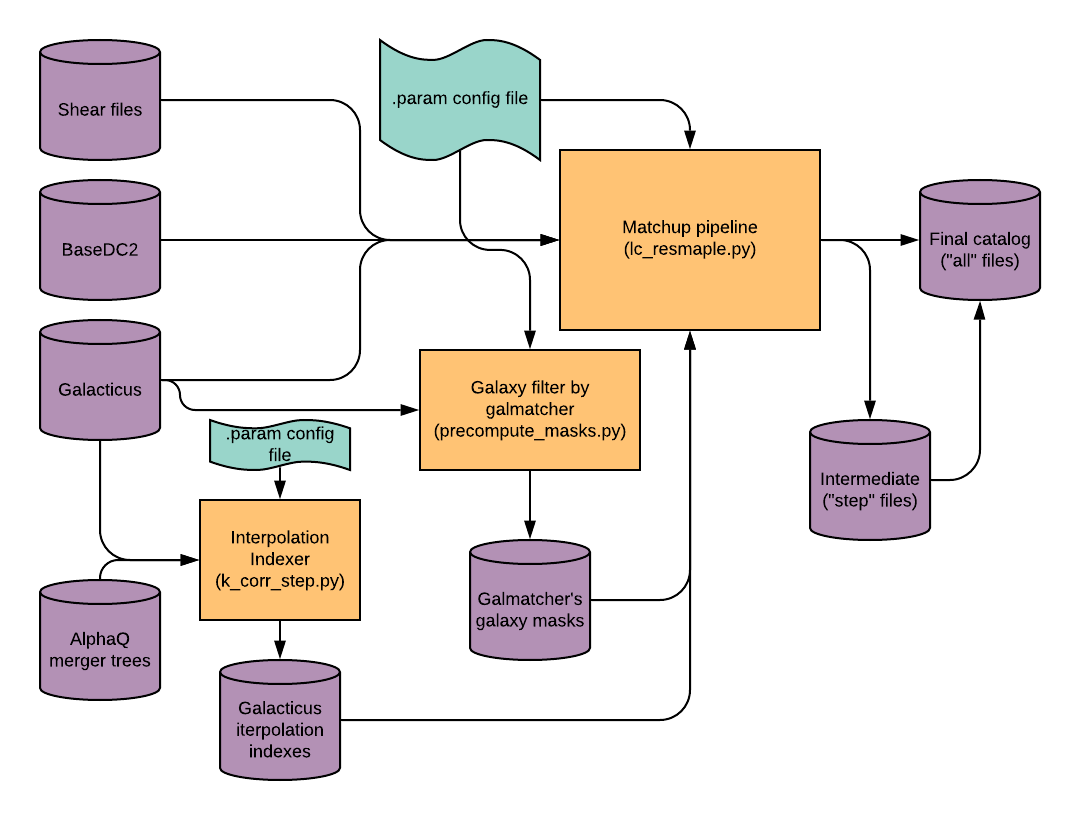 Shear files
.param config file
BaseDC2
Matchup pipeline
(lc_resmaple.py)
Final catalog
("all" files)
Galacticus
Galaxy filter by
galmatcher
(precompute_masks.py)
.param config
file
Intermediate
("step" files)
Interpolation
Indexer
(k_corr_step.py)
Galmatcher's
galaxy masks
AlphaQ
merger trees
Galacticus
iterpolation
indexes